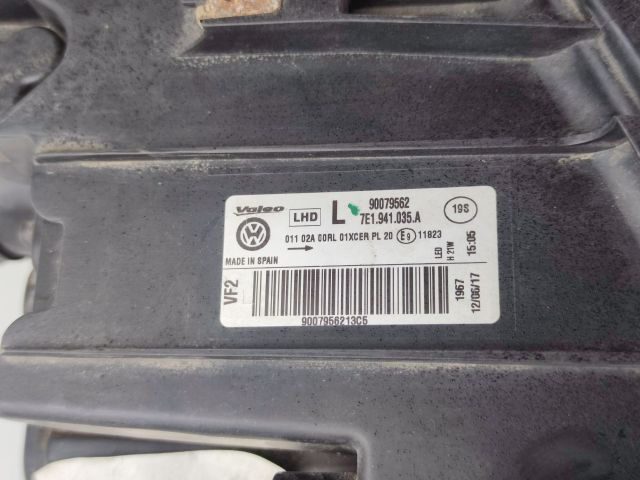 Valeo LHD L 90079562
7E1.941.035.A
19S
011 02A 00RL 01XCER PL 20 E9 11823
MADE IN SPAIN
LED
H 21W
15:05
VF2
1967
12/06/17
9007956213C5